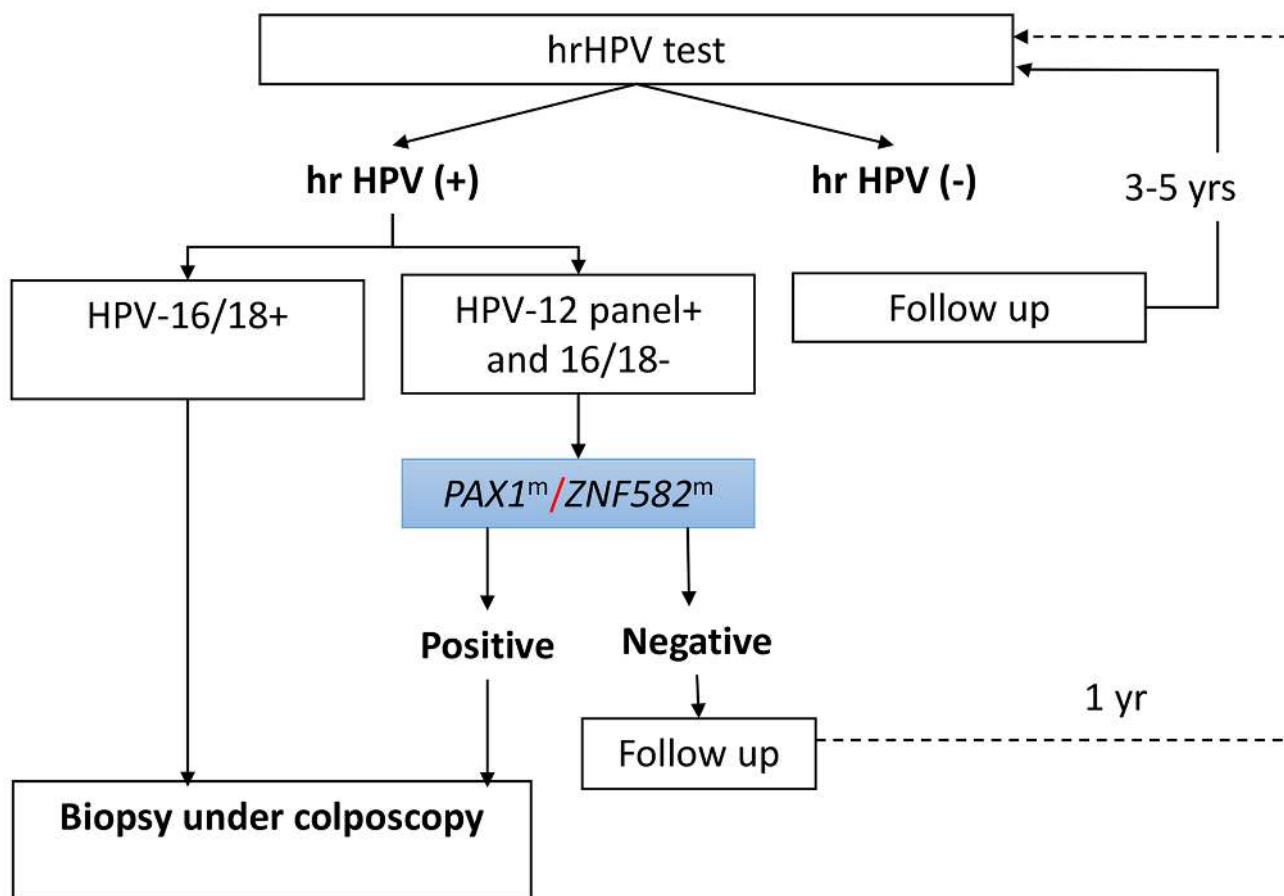 hrHPV test
hr HPV (+)
hr HPV (-)
3-5 yrs
HPV-16/18+
HPV-12 panel+
and 16/18-
Follow up
PAX1ᵐ/ZNF582ᵐ
Positive
Negative
1 yr
Follow up
Biopsy under colposcopy